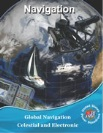 Navigation
Global Navigation
Celestial and Electronic